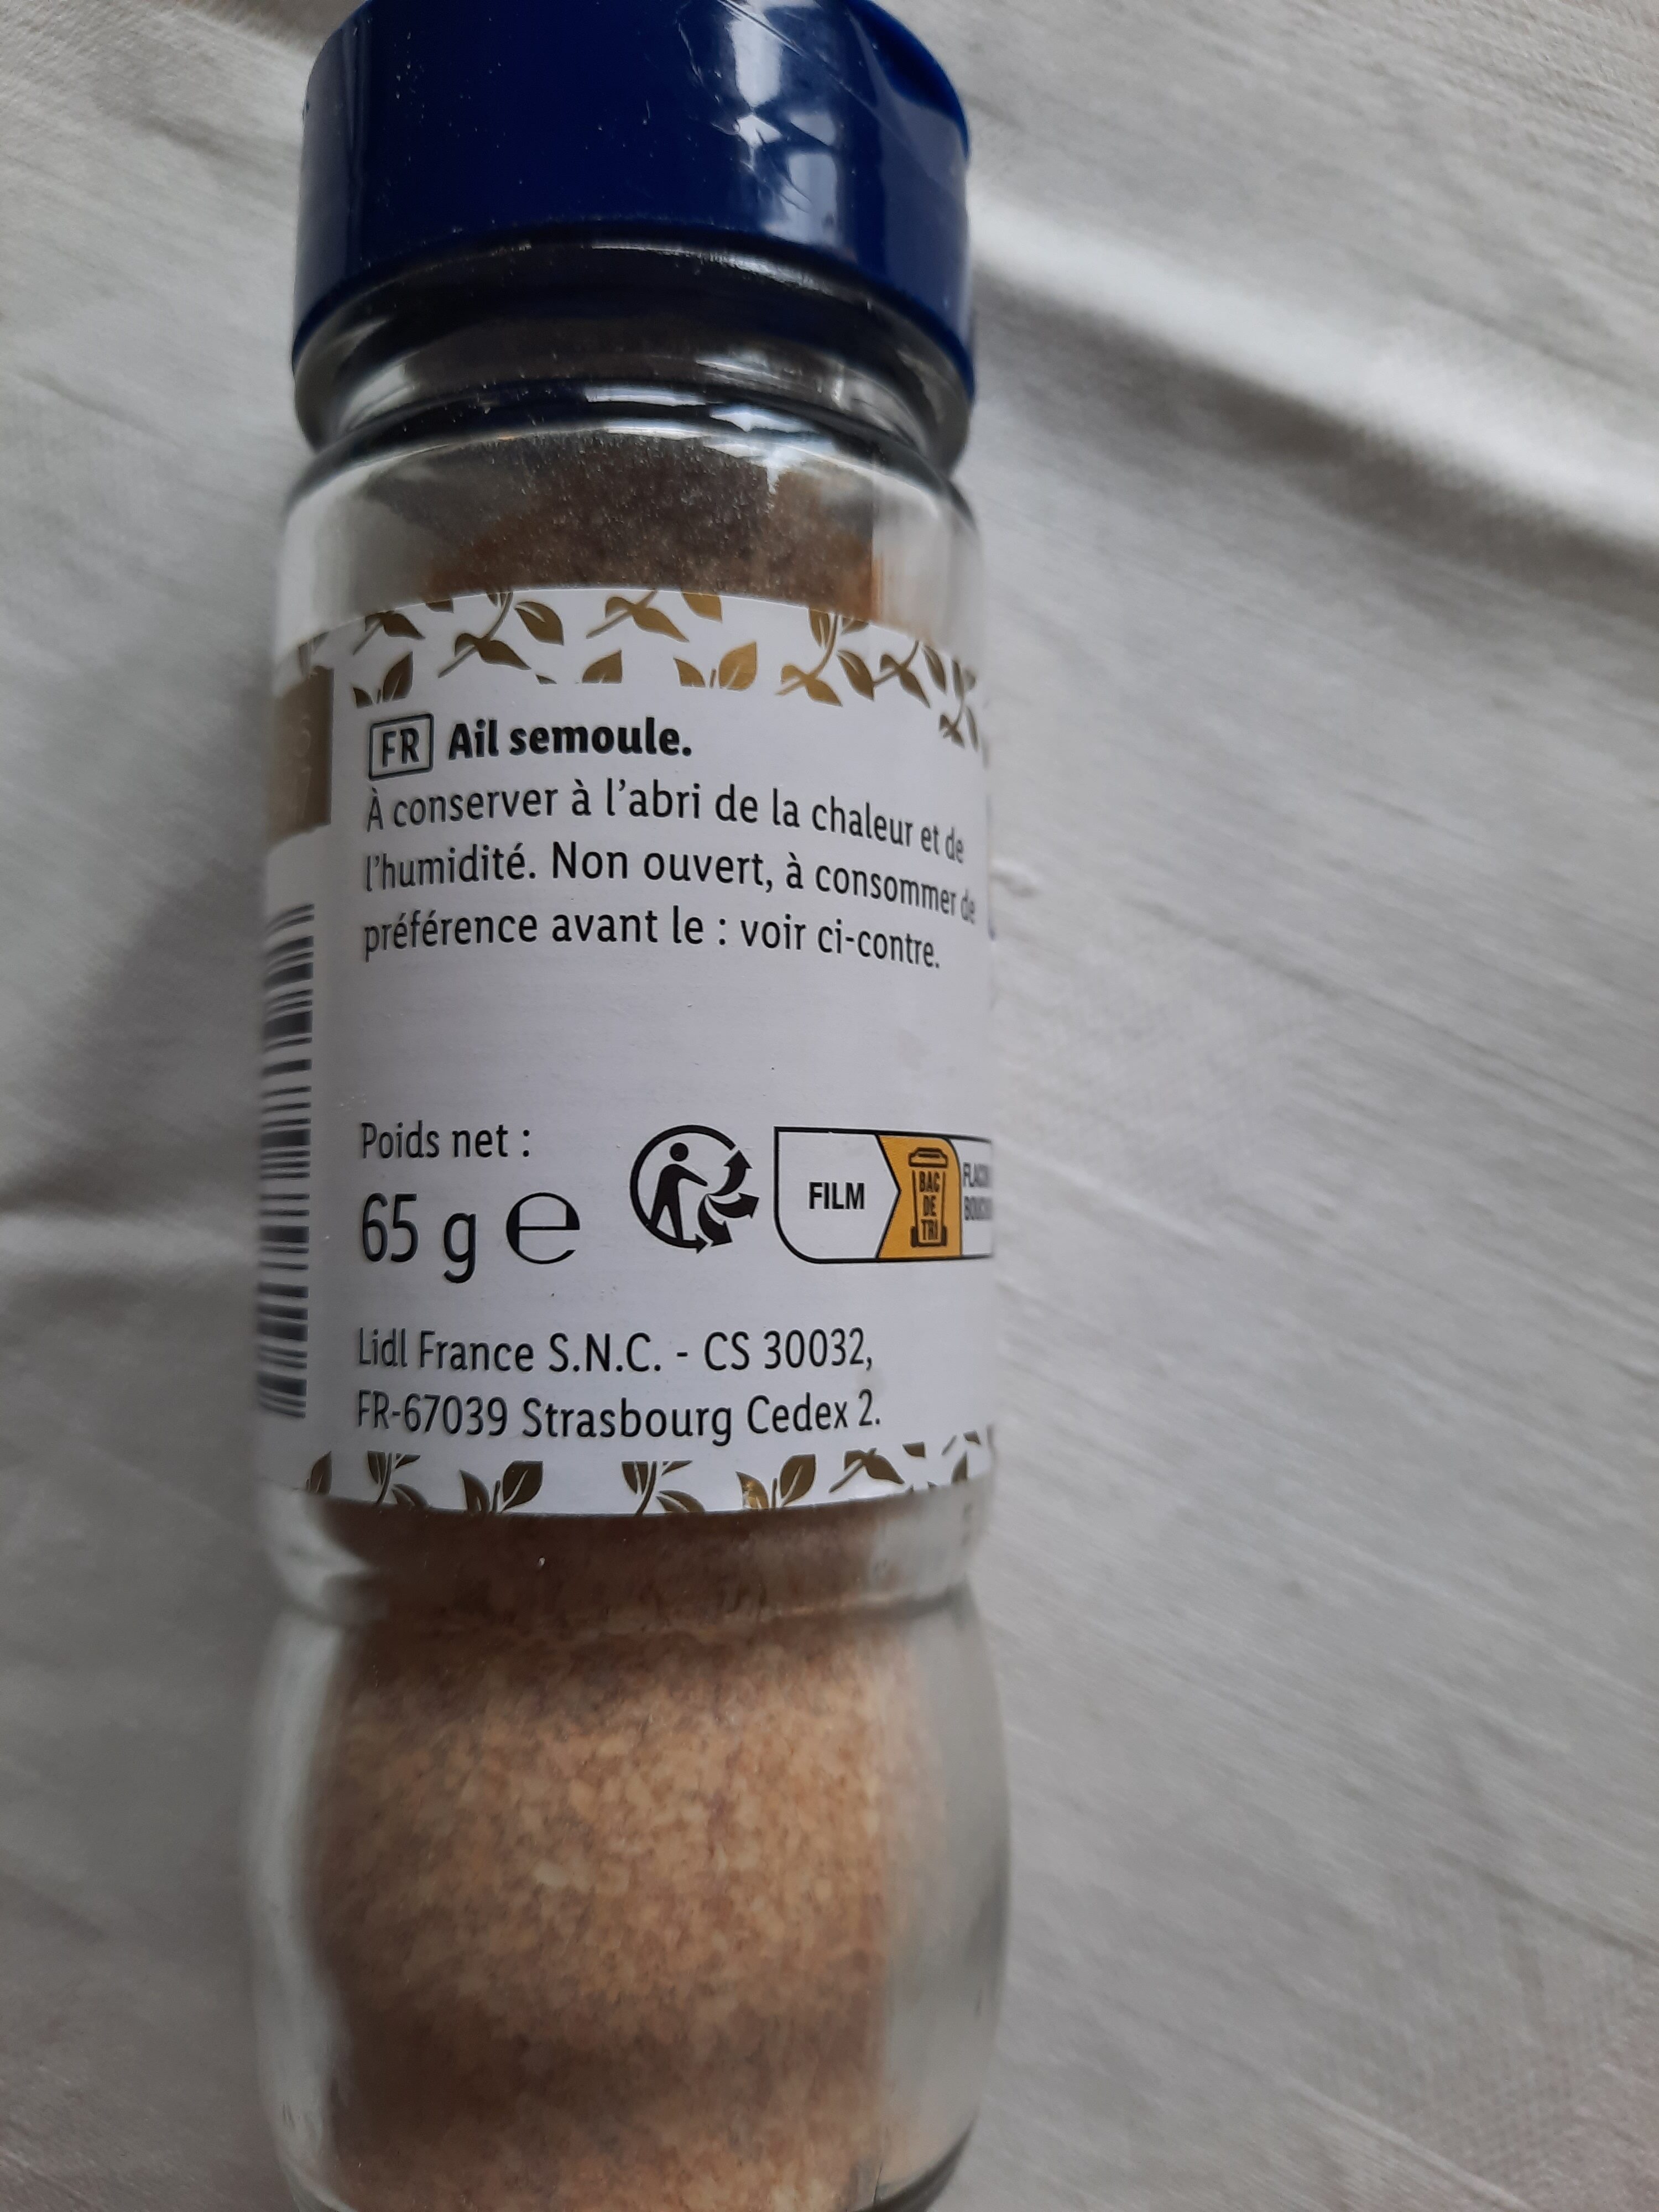 FR Ail semoule.
À conserver à l'abri de la chaleur et de
l'humidité. Non ouvert, à consommer de
préférence avant le : voir ci-contre.
Poids net :
65 g e
FILM
BAC
DE
TRI
Lidl France S.N.C. - CS 30032,
FR-67039 Strasbourg Cedex 2.